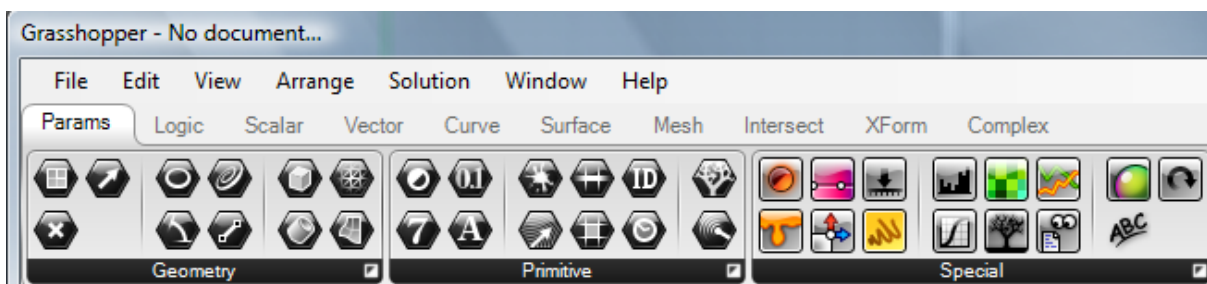 Grasshopper - No document...
File Edit View Arrange Solution Window Help
Params Logic Scalar Vector Curve Surface Mesh Intersect XForm Complex
0.1 ID
7 A ABC
Geometry Primitive Special